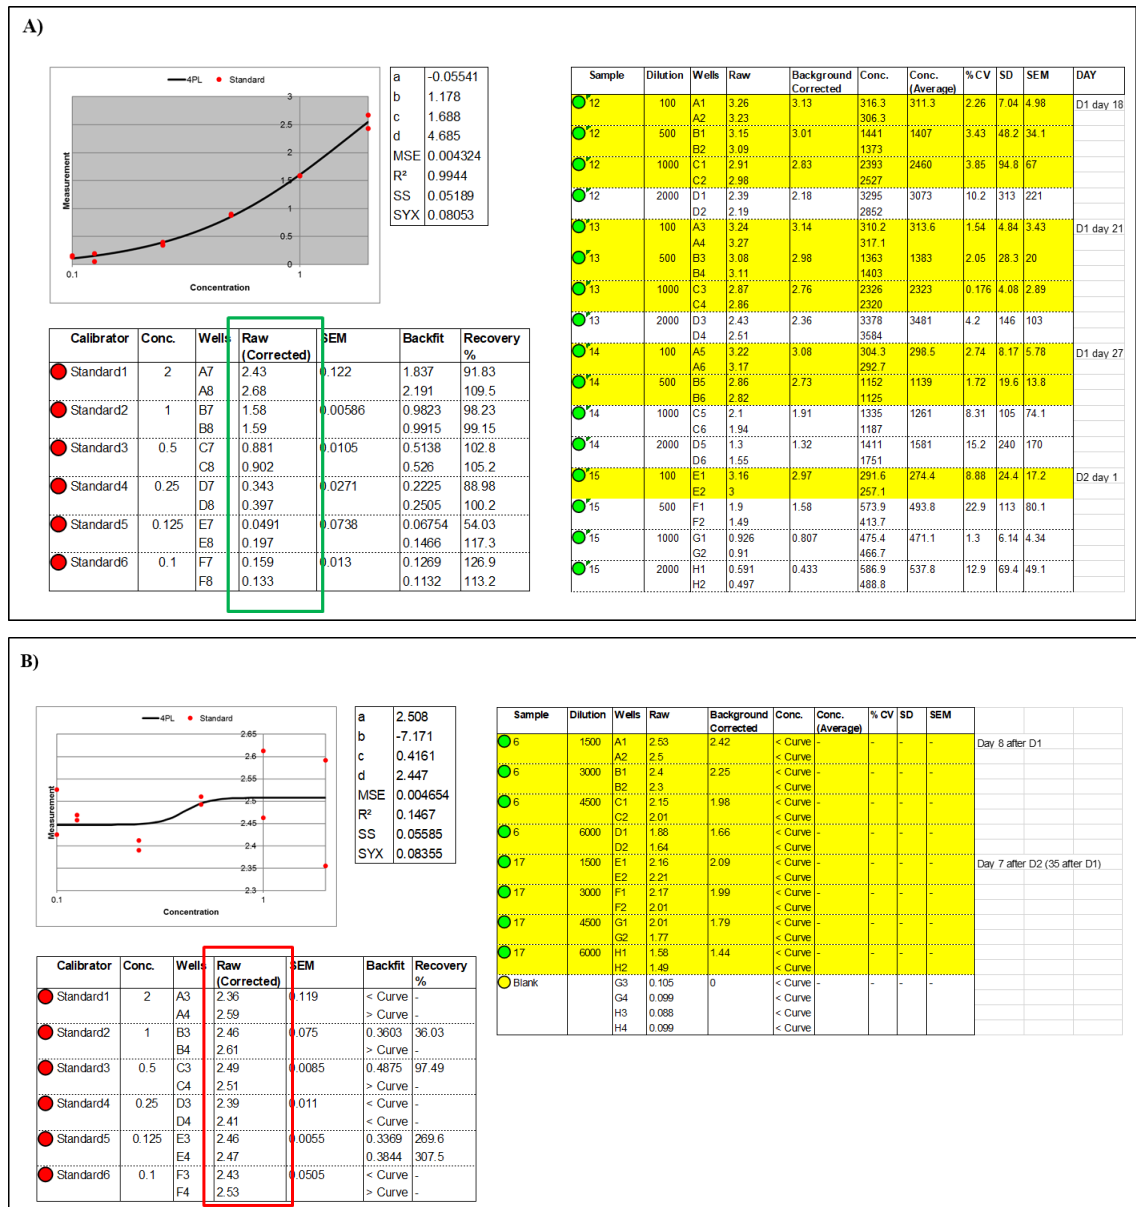 A)
4PL Standard
3
2.5
2
1.5
1
0.5
0
0.1 1
Measurement
Concentration
a -0.05541
b 1.178
c 1.688
d 4.685
MSE 0.004324
R² 0.9944
SS 0.05189
SYX 0.08053
Calibrator Conc. Wells Raw (Corrected) SEM Backfit Recovery %
Standard1 2 A7 2.43 0.122 1.837 91.83
A8 2.68 2.191 109.5
Standard2 1 B7 1.58 0.00586 0.9823 98.23
B8 1.59 0.9915 99.15
Standard3 0.5 C7 0.881 0.0105 0.5138 102.8
C8 0.902 0.526 105.2
Standard4 0.25 D7 0.343 0.0271 0.2225 88.98
D8 0.397 0.2505 100.2
Standard5 0.125 E7 0.0491 0.0738 0.06754 54.03
E8 0.197 0.1466 117.3
Standard6 0.1 F7 0.159 0.013 0.1269 126.9
F8 0.133 0.1132 113.2
Sample Dilution Wells Raw Background Corrected Conc. Conc. (Average) %CV SD SEM DAY
12 100 A1 3.26 3.13 316.3 311.3 2.26 7.04 4.98 D1 day 18
A2 3.23 306.3
12 500 B1 3.15 3.01 1441 1407 3.43 48.2 34.1
B2 3.09 1373
12 1000 C1 2.91 2.83 2393 2460 3.85 94.8 67
C2 2.98 2527
12 2000 D1 2.39 2.18 3295 3073 10.2 313 221
D2 2.19 2852
13 100 A3 3.24 3.14 310.2 313.6 1.54 4.84 3.43 D1 day 21
A4 3.27 317.1
13 500 B3 3.08 2.98 1363 1383 2.05 28.3 20
B4 3.11 1403
13 1000 C3 2.87 2.76 2326 2323 0.176 4.08 2.89
C4 2.86 2320
13 2000 D3 2.43 2.36 3378 3481 4.2 146 103
D4 2.51 3584
14 100 A5 3.22 3.08 304.3 298.5 2.74 8.17 5.78 D1 day 27
A6 3.17 292.7
14 500 B5 2.86 2.73 1152 1139 1.72 19.6 13.8
B6 2.82 1125
14 1000 C5 2.1 1.91 1335 1261 8.31 105 74.1
C6 1.94 1187
14 2000 D5 1.3 1.32 1411 1581 15.2 240 170
D6 1.55 1751
15 100 E1 3.16 2.97 291.6 274.4 8.88 24.4 17.2 D2 day 1
E2 3 257.1
15 500 F1 1.9 1.58 573.9 493.8 22.9 113 80.1
F2 1.49 413.7
15 1000 G1 0.926 0.807 475.4 471.1 1.3 6.14 4.34
G2 0.91 466.7
15 2000 H1 0.591 0.433 586.9 537.8 12.9 69.4 49.1
H2 0.497 488.8
B)
4PL Standard
2.65
2.6
2.55
2.5
2.45
2.4
2.35
2.3
0.1 1
Measurement
Concentration
a 2.508
b -7.171
c 0.4161
d 2.447
MSE 0.004654
R² 0.1467
SS 0.05585
SYX 0.08355
Calibrator Conc. Wells Raw (Corrected) SEM Backfit Recovery %
Standard1 2 A3 2.36 0.119 < Curve -
A4 2.59 > Curve -
Standard2 1 B3 2.46 0.075 0.3603 36.03
B4 2.61 > Curve -
Standard3 0.5 C3 2.49 0.0085 0.4875 97.49
C4 2.51 > Curve -
Standard4 0.25 D3 2.39 0.011 < Curve -
D4 2.41 < Curve -
Standard5 0.125 E3 2.46 0.0055 0.3369 269.6
E4 2.47 0.3844 307.5
Standard6 0.1 F3 2.43 0.0505 < Curve -
F4 2.53 > Curve -
Sample Dilution Wells Raw Background Corrected Conc. Conc. (Average) % CV SD SEM
6 1500 A1 2.53 2.42 < Curve - - - - Day 8 after D1
A2 2.5 < Curve
6 3000 B1 2.4 2.25 < Curve - - - -
B2 2.3 < Curve
6 4500 C1 2.15 1.98 < Curve - - - -
C2 2.01 < Curve
6 6000 D1 1.88 1.66 < Curve - - - -
D2 1.64 < Curve
17 1500 E1 2.16 2.09 < Curve - - - - Day 7 after D2 (35 after D1)
E2 2.21 < Curve
17 3000 F1 2.17 1.99 < Curve - - - -
F2 2.01 < Curve
17 4500 G1 2.01 1.79 < Curve - - - -
G2 1.77 < Curve
17 6000 H1 1.58 1.44 < Curve - - - -
H2 1.49 < Curve
Blank G3 0.105 0 < Curve - - - -
G4 0.099 < Curve
H3 0.088 < Curve
H4 0.099 < Curve